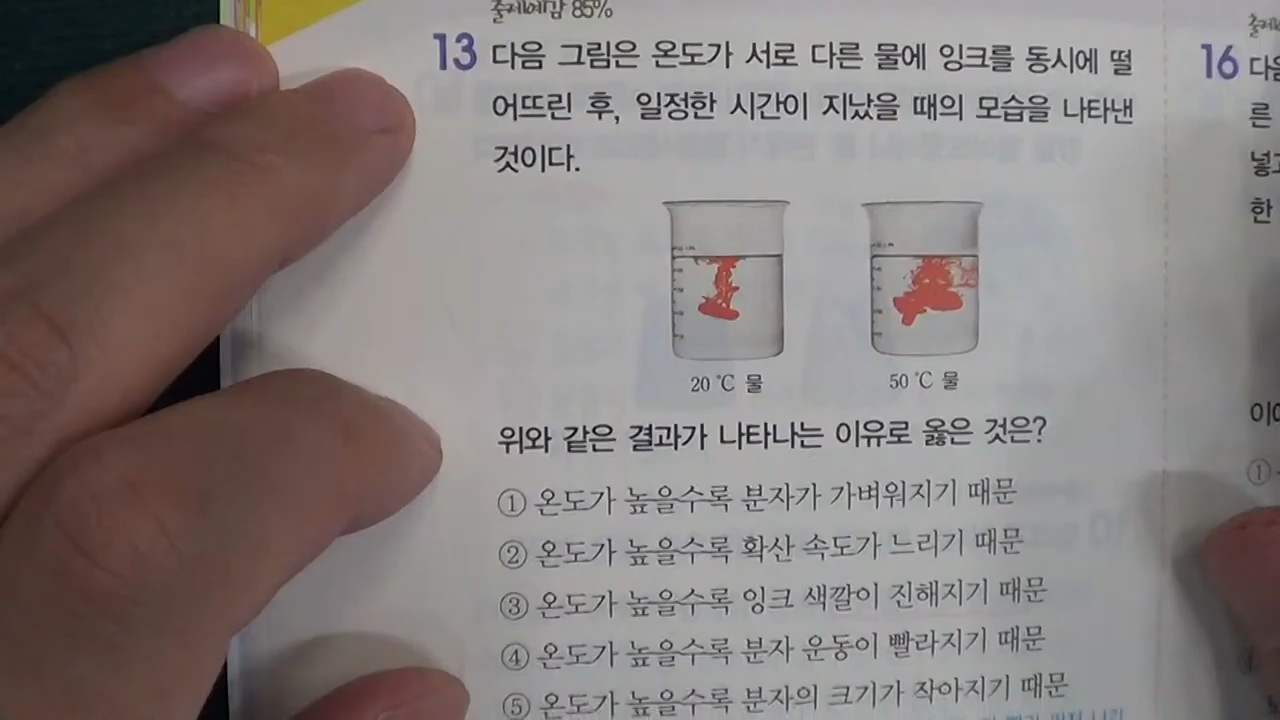 출제예감 85%
13 다음 그림은 온도가 서로 다른 물에 잉크를 동시에 떨
어뜨린 후, 일정한 시간이 지났을 때의 모습을 나타낸
것이다.
20 ℃ 물
50 ℃ 물
위와 같은 결과가 나타나는 이유로 옳은 것은?
① 온도가 높을수록 분자가 가벼워지기 때문
② 온도가 높을수록 확산 속도가 느리기 때문
③ 온도가 높을수록 잉크 색깔이 진해지기 때문
④ 온도가 높을수록 분자 운동이 빨라지기 때문
⑤ 온도가 높을수록 분자의 크기가 작아지기 때문
16
른
한
①